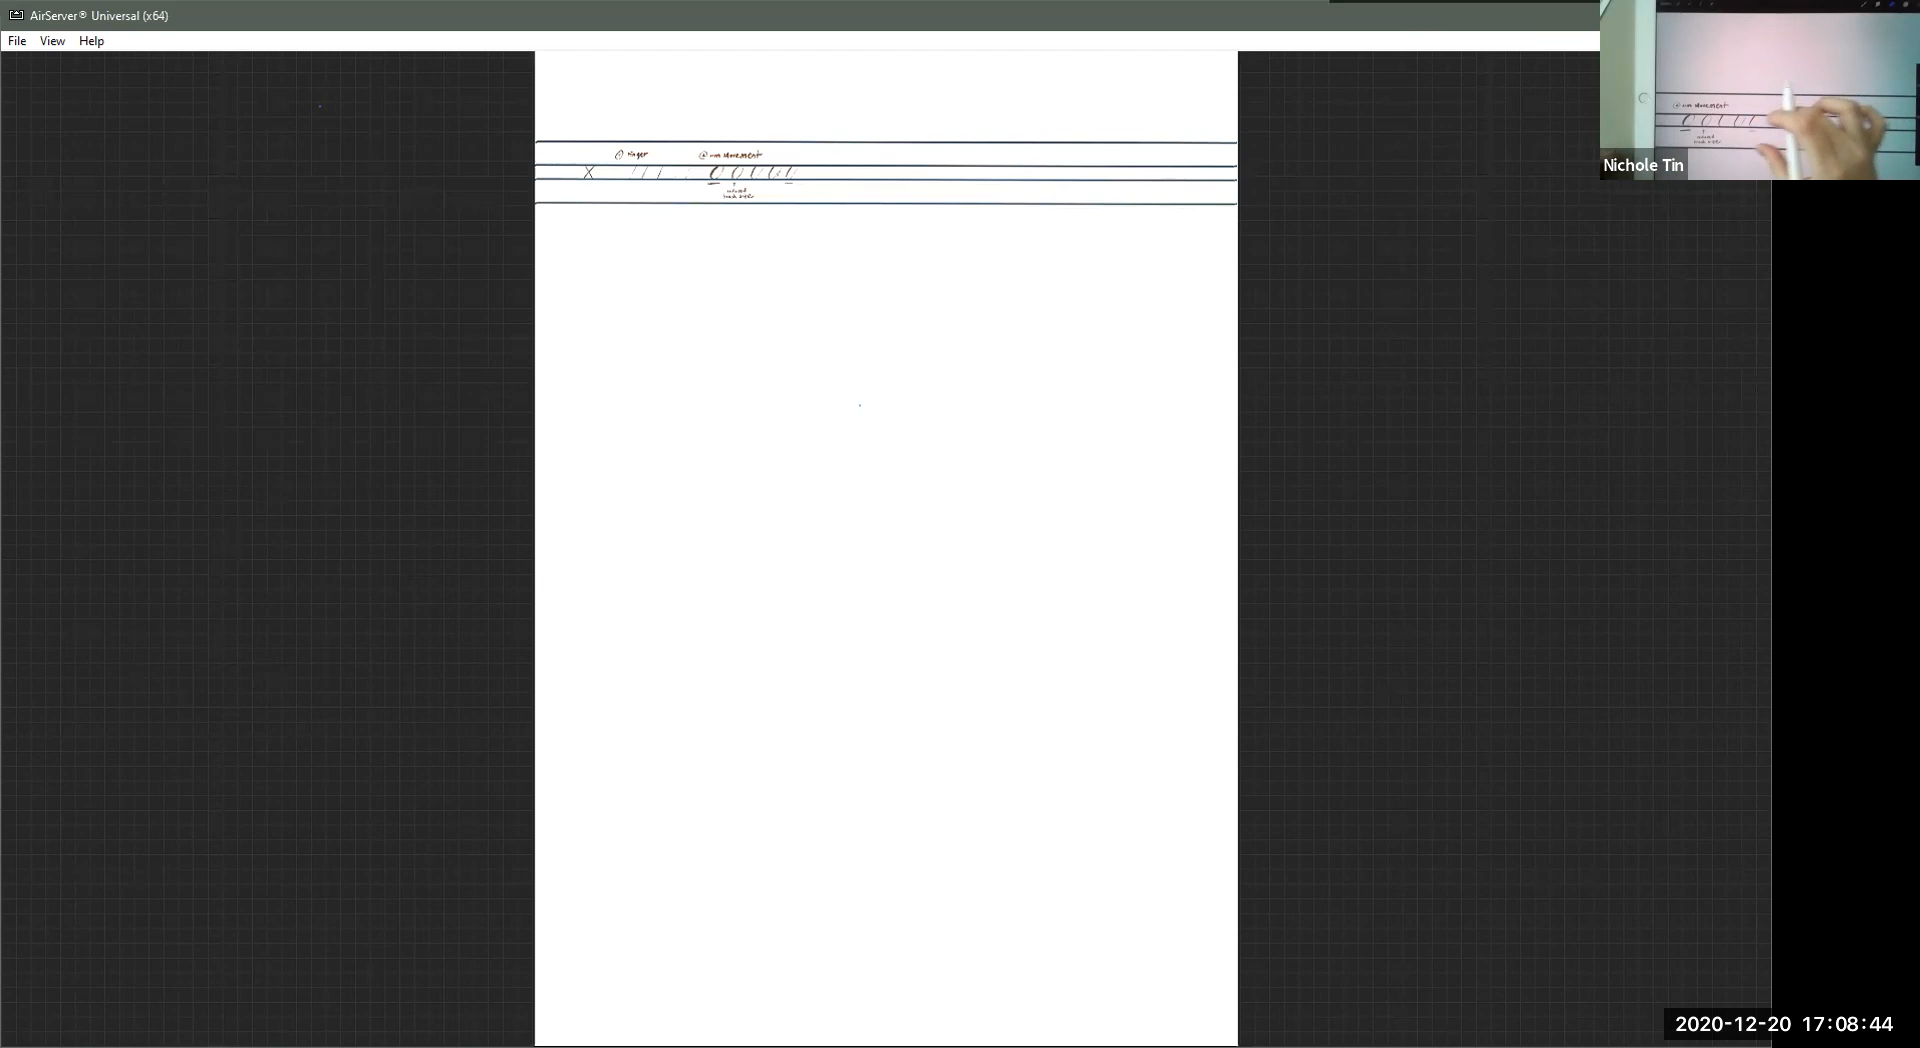 AirServer® Universal (x64)
File View Help
① finger ② arm movement
X
Nichole Tin
2020-12-20 17:08:44